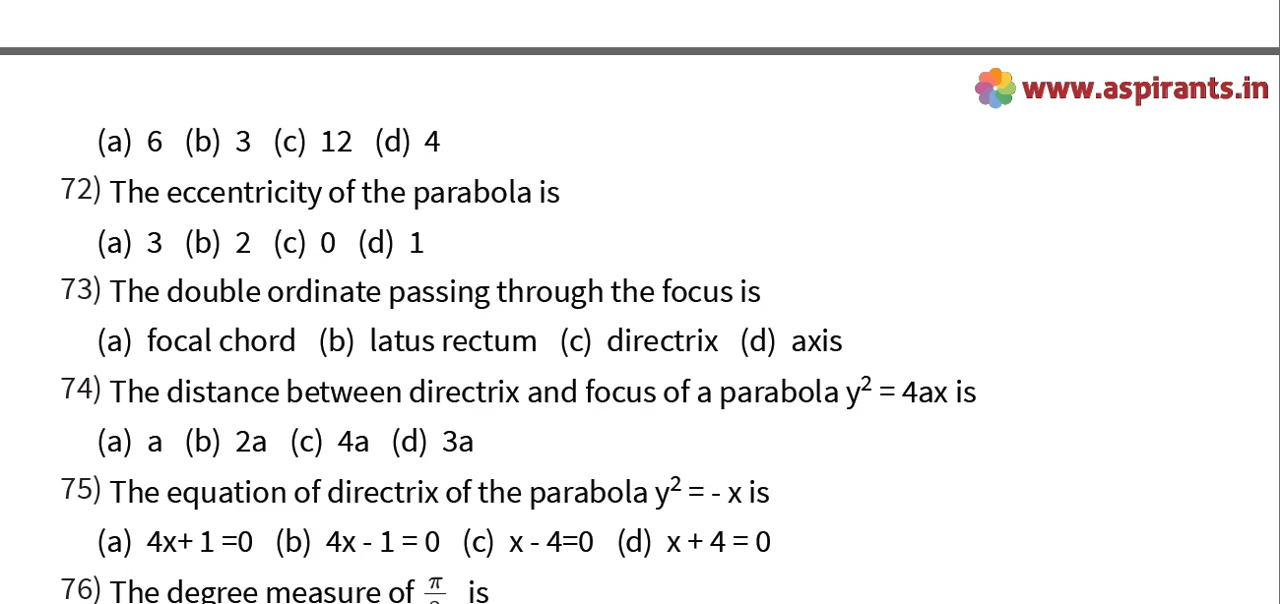 www.aspirants.in
(a) 6 (b) 3 (c) 12 (d) 4
72) The eccentricity of the parabola is
(a) 3 (b) 2 (c) 0 (d) 1
73) The double ordinate passing through the focus is
(a) focal chord (b) latus rectum (c) directrix (d) axis
74) The distance between directrix and focus of a parabola y² = 4ax is
(a) a (b) 2a (c) 4a (d) 3a
75) The equation of directrix of the parabola y² = - x is
(a) 4x+ 1 =0 (b) 4x - 1 = 0 (c) x - 4=0 (d) x + 4 = 0
76) The degree measure of π is